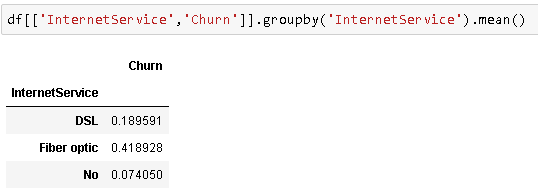 df[['InternetService','Churn']].groupby('InternetService').mean()
Churn
InternetService
DSL 0.189591
Fiber optic 0.418928
No 0.074050